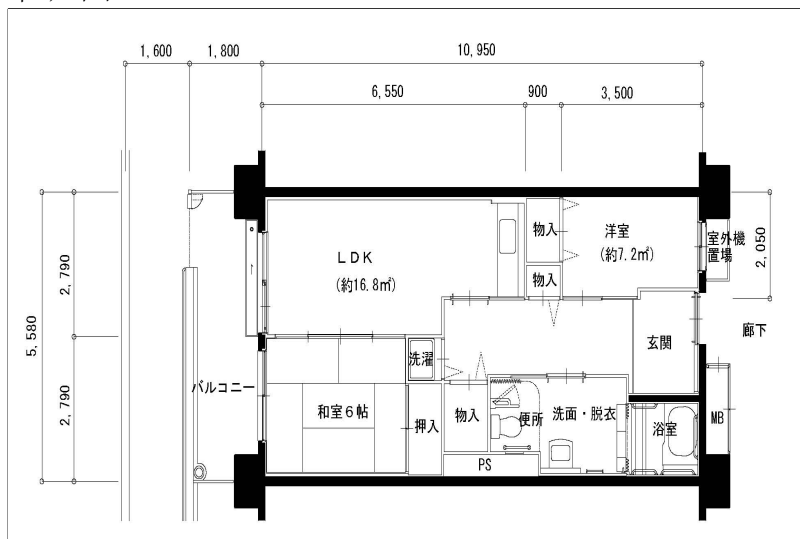 1,600
1,800
10,950
6,550
900
3,500
5,580
2,790
2,790
2,050
LDK
(約16.8㎡)
物入
物入
洋室
(約7.2㎡)
室外機
置場
玄関
廊下
バルコニー
洗濯
和室6帖
押入
物入
便所
洗面・脱衣
浴室
MB
PS